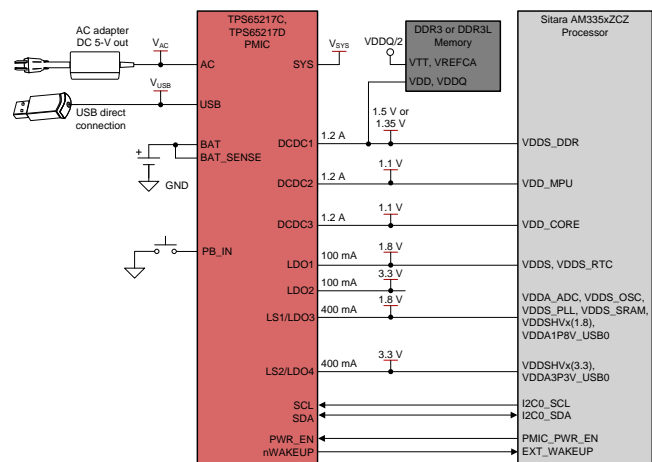 AC adapter
DC 5-V out
VAC
TPS65217C,
TPS65217D
PMIC
AC
SYS
VSYS
VDDQ/2
DDR3 or DDR3L
Memory
VTT, VREFCA
VDD, VDDQ
Sitara AM335xZCZ
Processor
VUSB
USB
USB direct
connection
1.5 V or
1.35 V
BAT
BAT_SENSE
+
GND
DCDC1
1.2 A
VDDS_DDR
1.1 V
DCDC2
1.2 A
VDD_MPU
1.1 V
DCDC3
1.2 A
VDD_CORE
PB_IN
1.8 V
LDO1
100 mA
VDDS, VDDS_RTC
3.3 V
LDO2
100 mA
1.8 V
LS1/LDO3
400 mA
VDDA_ADC, VDDS_OSC,
VDDS_PLL, VDDS_SRAM,
VDDSHVx(1.8),
VDDA1P8V_USB0
3.3 V
LS2/LDO4
400 mA
VDDSHVx(3.3),
VDDA3P3V_USB0
SCL
I2C0_SCL
SDA
I2C0_SDA
PWR_EN
PMIC_PWR_EN
nWAKEUP
EXT_WAKEUP